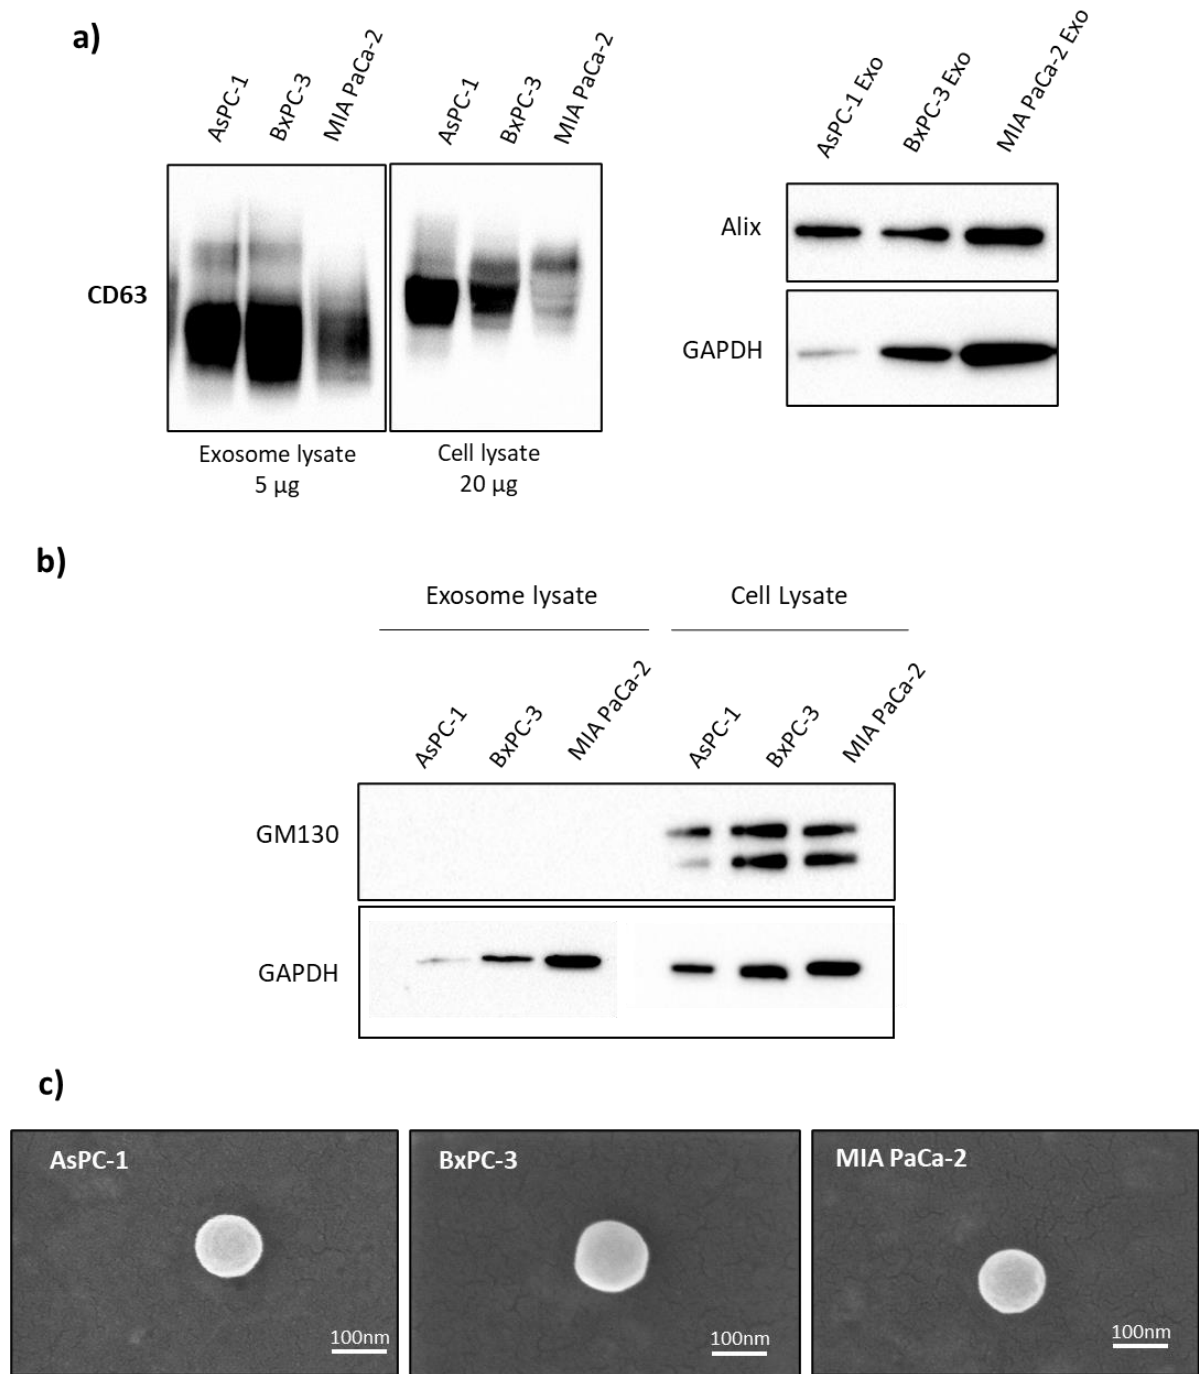 a)
AsPC-1
BxPC-3
MIA PaCa-2
AsPC-1
BxPC-3
MIA PaCa-2
CD63
Exosome lysate
5 µg
Cell lysate
20 µg
AsPC-1 Exo
BxPC-3 Exo
MIA PaCa-2 Exo
Alix
GAPDH
b)
Exosome lysate
Cell Lysate
AsPC-1
BxPC-3
MIA PaCa-2
AsPC-1
BxPC-3
MIA PaCa-2
GM130
GAPDH
c)
AsPC-1
100nm
BxPC-3
100nm
MIA PaCa-2
100nm